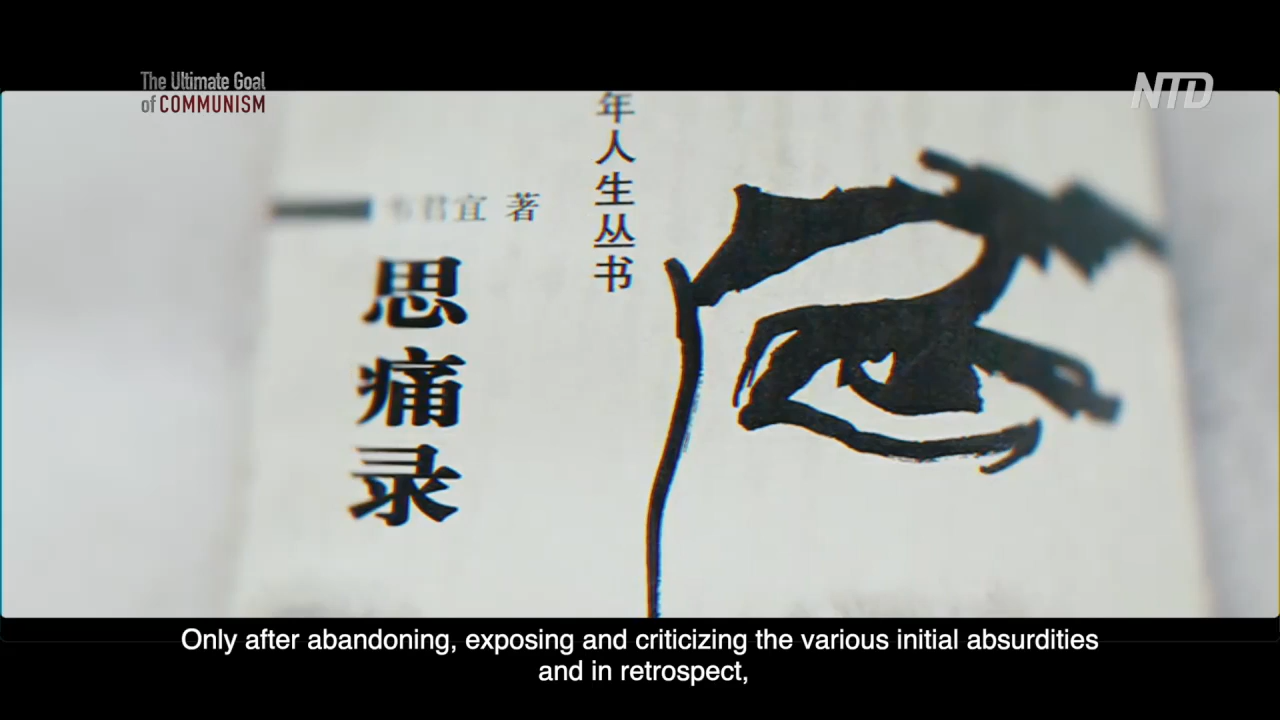 The Ultimate Goal
of COMMUNISM
NTD
年人生丛书
君宜 著
思痛录
Only after abandoning, exposing and criticizing the various initial absurdities
and in retrospect,